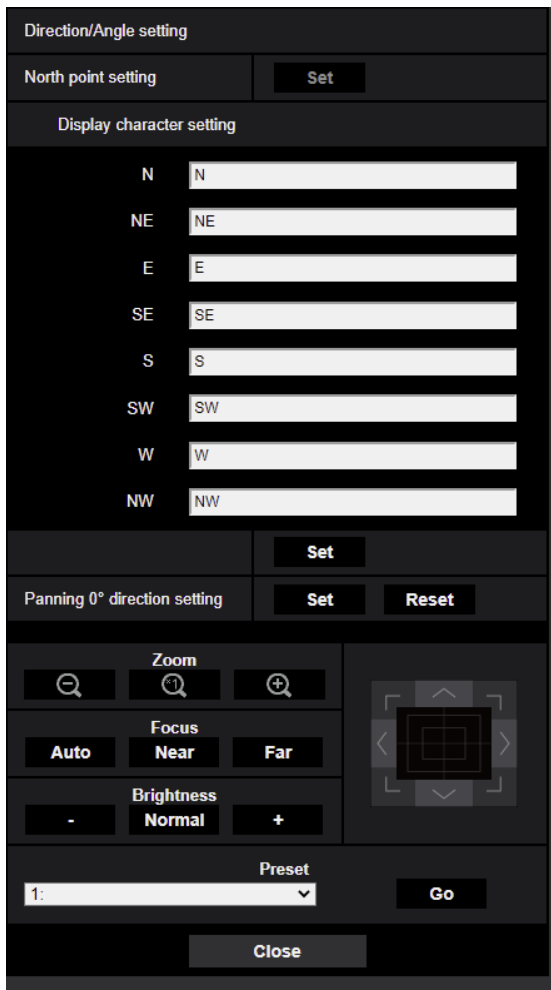 Direction/Angle setting
North point setting Set
Display character setting
N N
NE NE
E E
SE SE
S S
SW SW
W W
NW NW
Set
Panning 0° direction setting Set Reset
Zoom
×1
Focus
Auto Near Far
Brightness
- Normal +
Preset
1: Go
Close